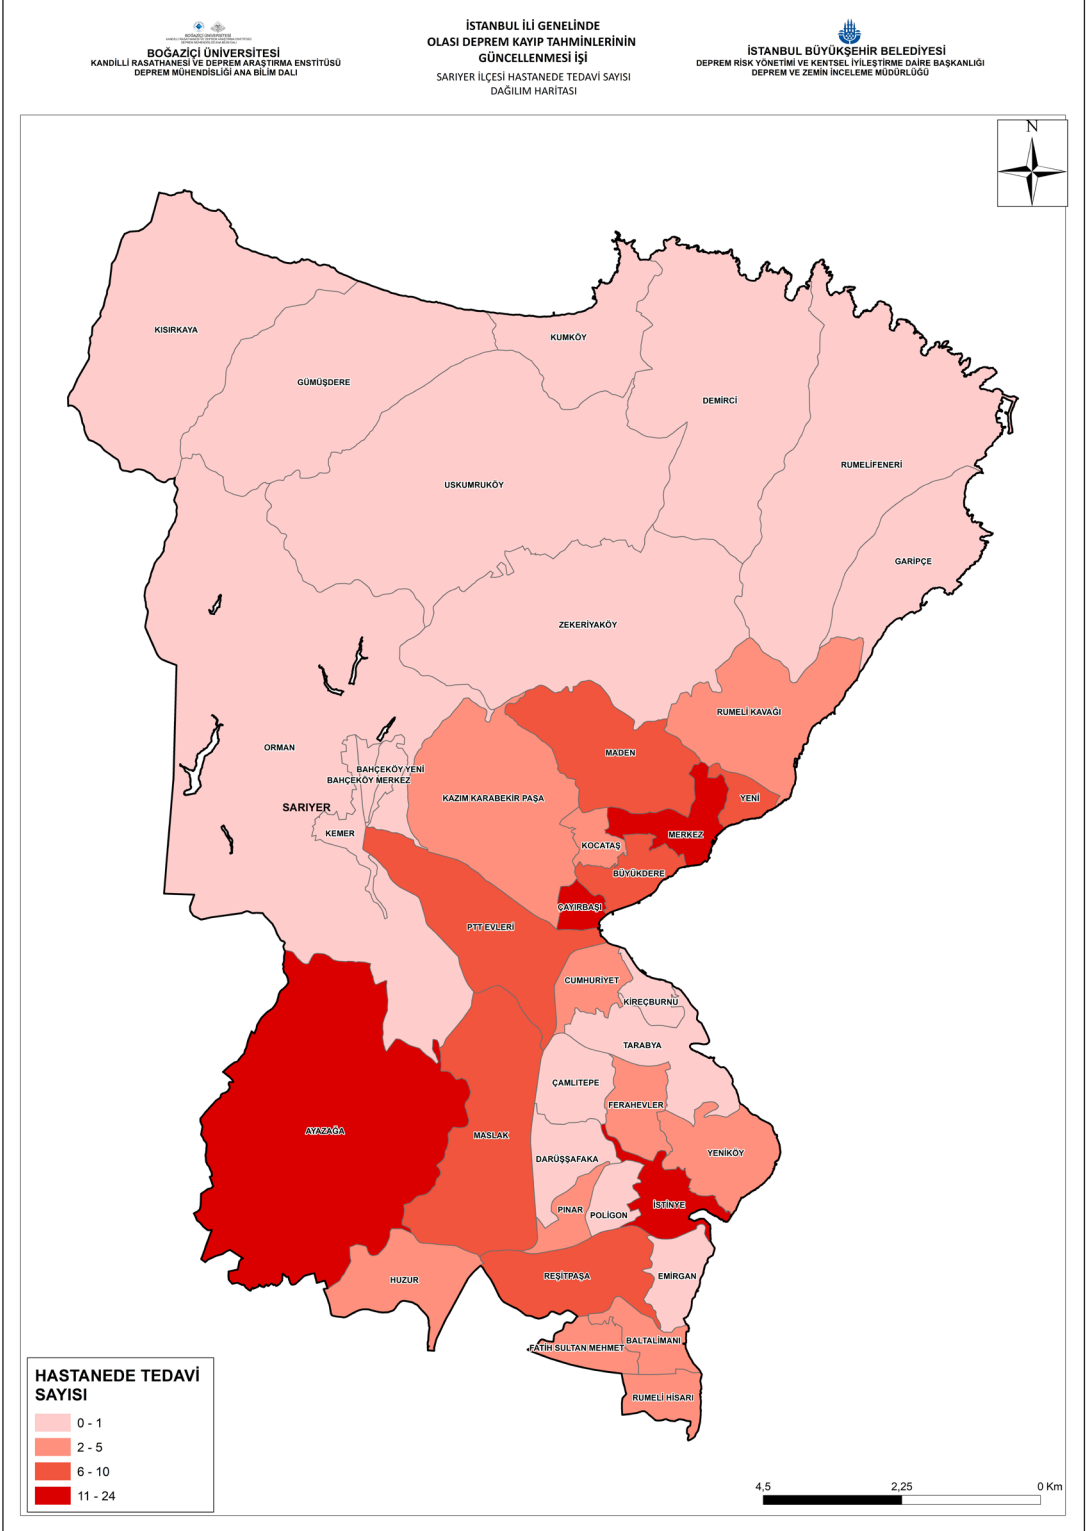 BOĞAZİÇİ ÜNİVERSİTESİ
KANDİLLİ RASATHANESİ VE DEPREM ARAŞTIRMA ENSTİTÜSÜ
DEPREM MÜHENDİSLİĞİ ANA BİLİM DALI
İSTANBUL İLİ GENELİNDE
OLASI DEPREM KAYIP TAHMİNLERİNİN
GÜNCELLENMESİ İŞİ
SARIYER İLÇESİ HASTANEDE TEDAVİ SAYISI
DAĞILIM HARİTASI
İSTANBUL BÜYÜKŞEHİR BELEDİYESİ
DEPREM RİSK YÖNETİMİ VE KENTSEL İYİLEŞTİRME DAİRE BAŞKANLIĞI
DEPREM VE ZEMİN İNCELEME MÜDÜRLÜĞÜ
N
KISIRKAYA
KUMKÖY
GÜMÜŞDERE
DEMİRCİ
RUMELİFENERİ
USKUMRUKÖY
GARİPÇE
ZEKERİYAKÖY
RUMELİ KAVAĞI
ORMAN
MADEN
BAHÇEKÖY YENİ
BAHÇEKÖY MERKEZ
KAZIM KARABEKİR PAŞA
YENİ
SARIYER
KEMER
MERKEZ
KOCATAŞ
BÜYÜKDERE
ÇAYIRBAŞI
PTT EVLERİ
CUMHURİYET
KİREÇBURNU
TARABYA
ÇAMLITEPE
FERAHEVLER
AYAZAĞA
MASLAK
YENİKÖY
DARÜŞŞAFAKA
İSTİNYE
PINAR
POLİGON
HUZUR
REŞİTPAŞA
EMİRGAN
BALTALİMANI
FATİH SULTAN MEHMET
RUMELİ HİSARI
HASTANEDE TEDAVİ
SAYISI
0 - 1
2 - 5
6 - 10
11 - 24
4,5 2,25 0 Km